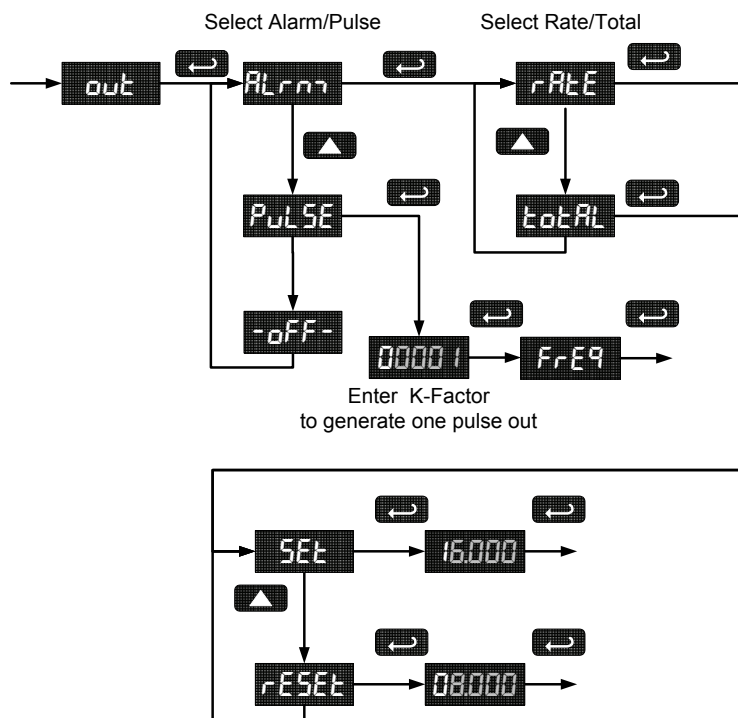 Select Alarm/Pulse
Select Rate/Total
out
ALrm
rAtE
PuLSE
totAL
-oFF-
00001
FrEq
Enter K-Factor
to generate one pulse out
SEt
16.000
rESEt
08.000